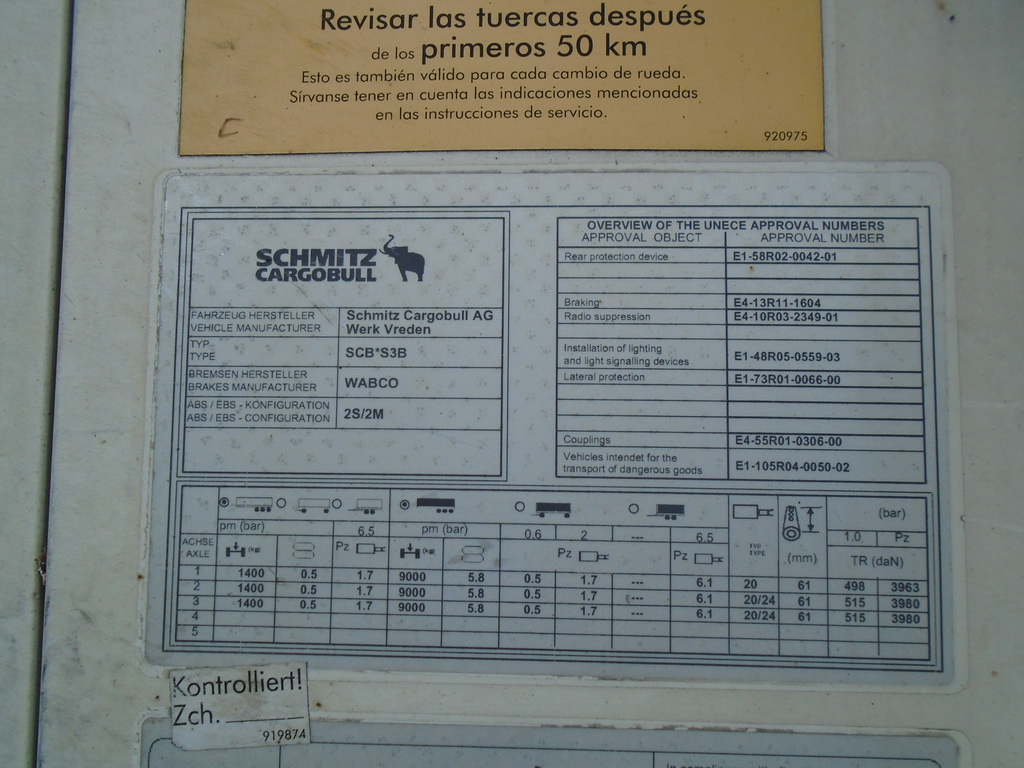 Revisar las tuercas después
de los primeros 50 km
Esto es también válido para cada cambio de rueda.
Sírvanse tener en cuenta las indicaciones mencionadas
en las instrucciones de servicio.
C
920975
SCHMITZ
CARGOBULL
FAHRZEUG HERSTELLER
VEHICLE MANUFACTURER
Schmitz Cargobull AG
Werk Vreden
TYP
TYPE
SCB*S3B
BREMSEN HERSTELLER
BRAKES MANUFACTURER
WABCO
ABS / EBS - KONFIGURATION
ABS / EBS - CONFIGURATION
2S/2M
OVERVIEW OF THE UNECE APPROVAL NUMBERS
APPROVAL OBJECT APPROVAL NUMBER
Rear protection device E1-58R02-0042-01
Braking E4-13R11-1604
Radio suppression E4-10R03-2349-01
Installation of lighting
and light signalling devices E1-48R05-0559-03
Lateral protection E1-73R01-0066-00
Couplings E4-55R01-0306-00
Vehicles intendet for the
transport of dangerous goods E1-105R04-0050-02
pm (bar) 6.5 pm (bar) 0.6 2 --- 6.5 (bar)
1.0 Pz
ACHSE
AXLE
(kg) Pz (kg) Pz Pz TYP
TYPE (mm) TR (daN)
1 1400 0.5 1.7 9000 5.8 0.5 1.7 --- 6.1 20 61 498 3963
2 1400 0.5 1.7 9000 5.8 0.5 1.7 --- 6.1 20/24 61 515 3980
3 1400 0.5 1.7 9000 5.8 0.5 1.7 --- 6.1 20/24 61 515 3980
4
5
Kontrolliert!
Zch.
919874